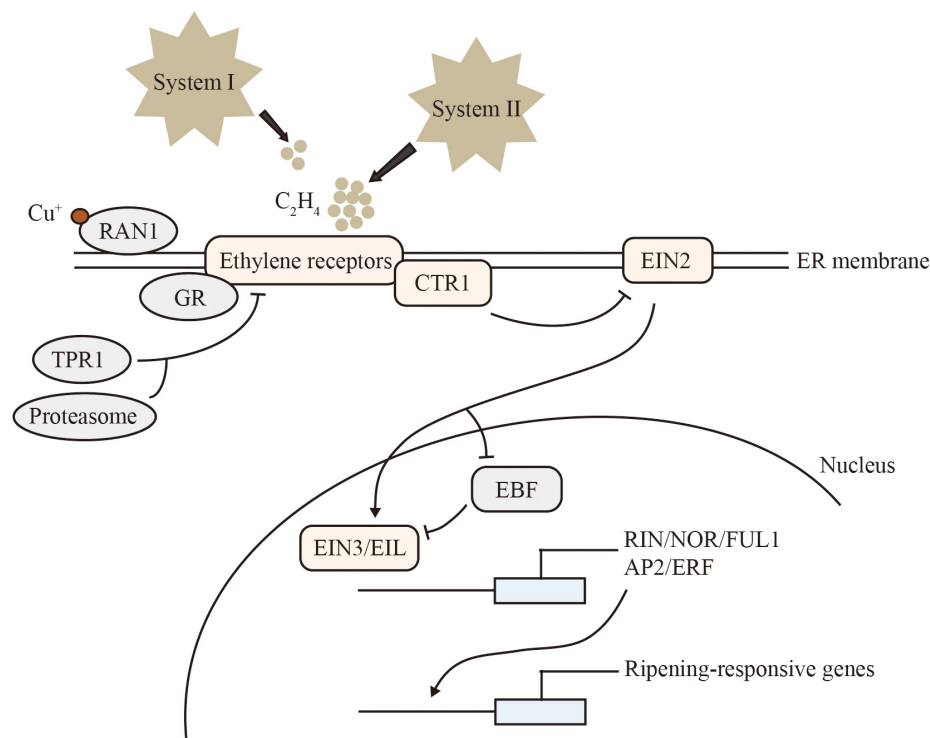 System I
System II
C₂H₄
Cu⁺
RAN1
Ethylene receptors
EIN2
ER membrane
CTR1
GR
TPR1
Proteasome
Nucleus
EBF
EIN3/EIL
RIN/NOR/FUL1
AP2/ERF
Ripening-responsive genes